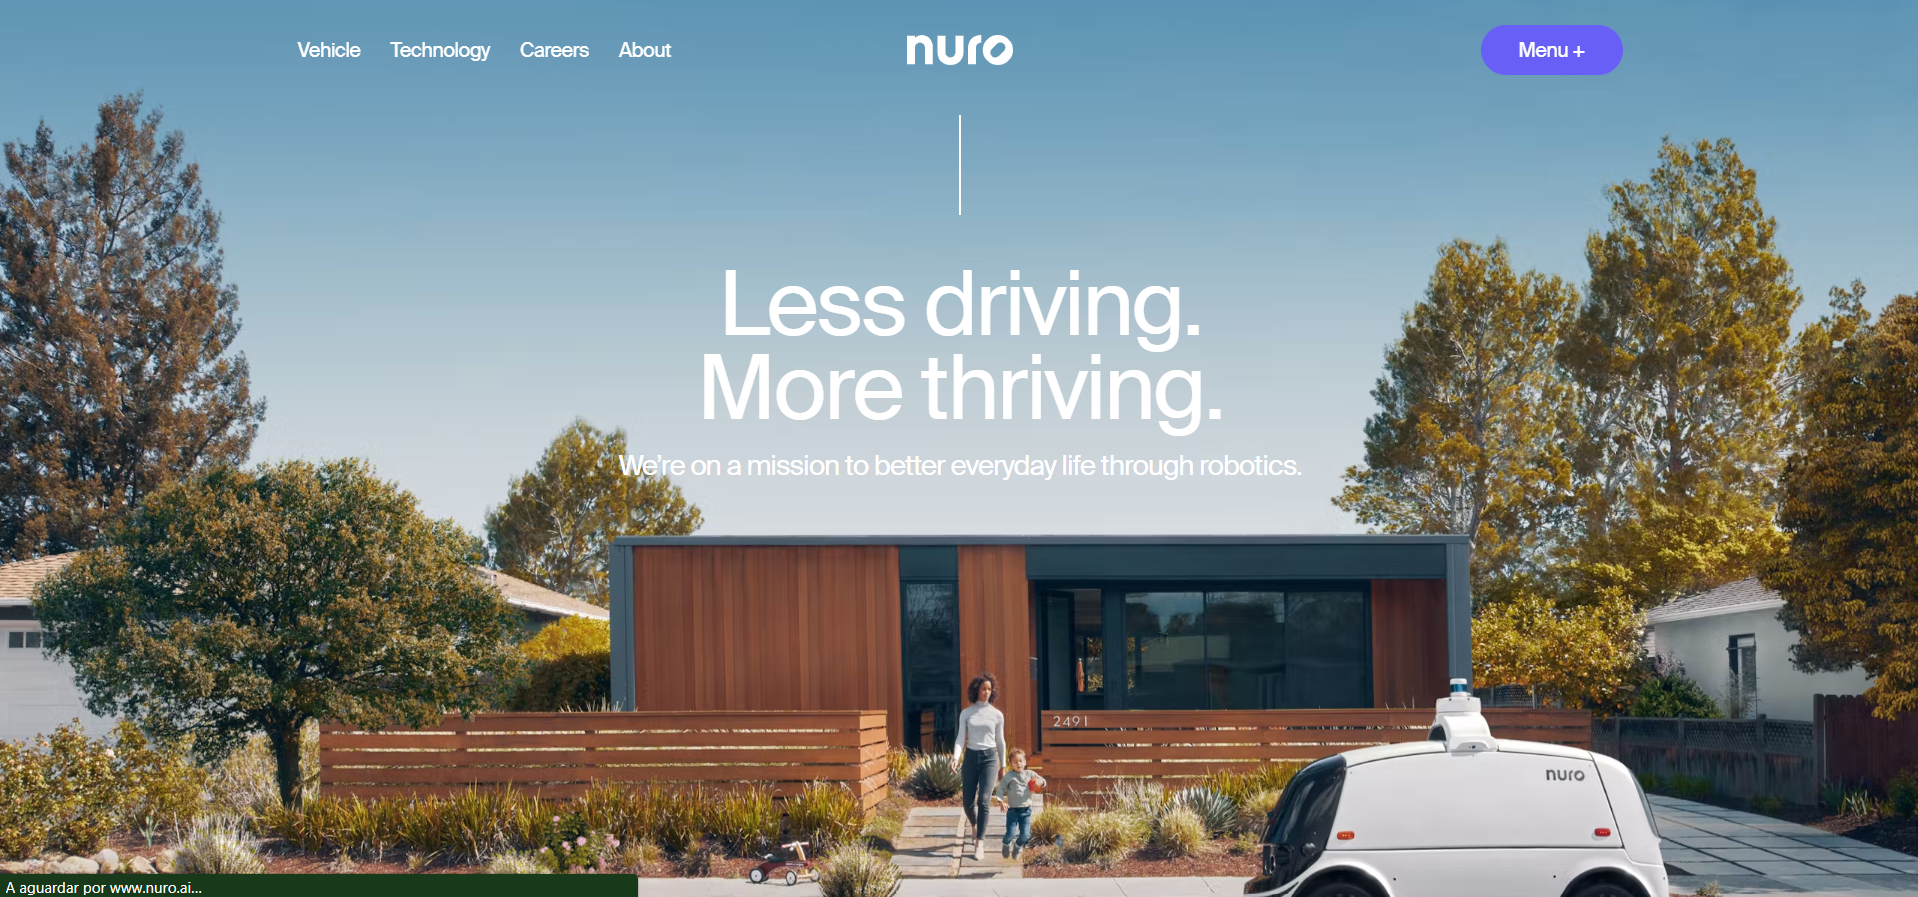 Vehicle Technology Careers About nuro Menu +
Less driving.
More thriving.
We're on a mission to better everyday life through robotics.
2491
nuro
A aguardar por www.nuro.ai...